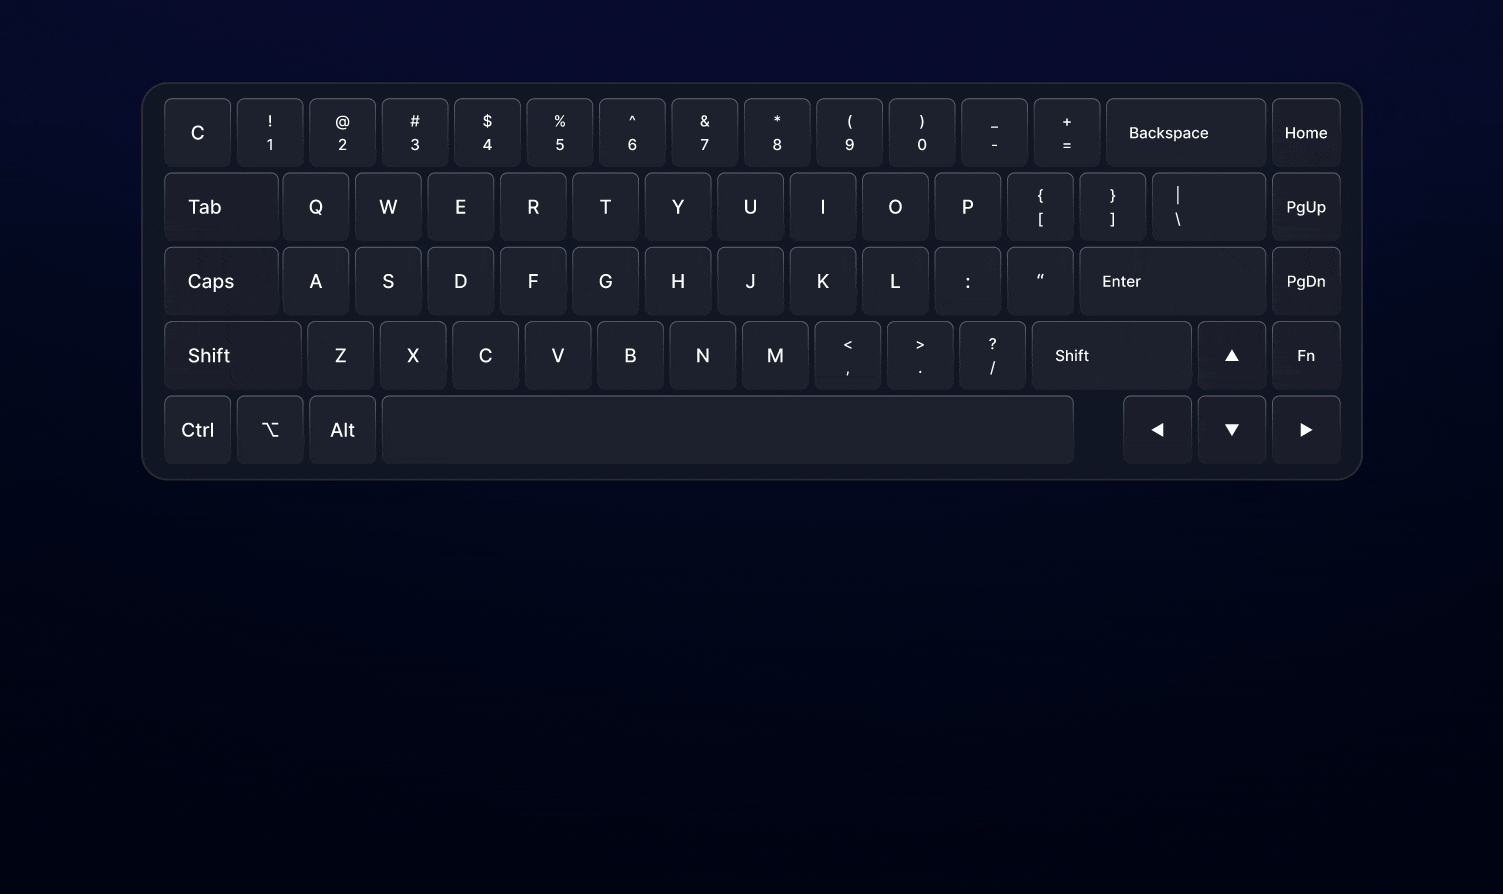 C ! @ # $ % ^ & * ( ) _ + Backspace Home
1 2 3 4 5 6 7 8 9 0 - =
Tab Q W E R T Y U I O P { } | PgUp
[ ] \
Caps A S D F G H J K L : “ Enter PgDn
Shift Z X C V B N M < > ? Shift ▲ Fn
, . /
Ctrl ⌥ Alt ◀ ▼ ▶